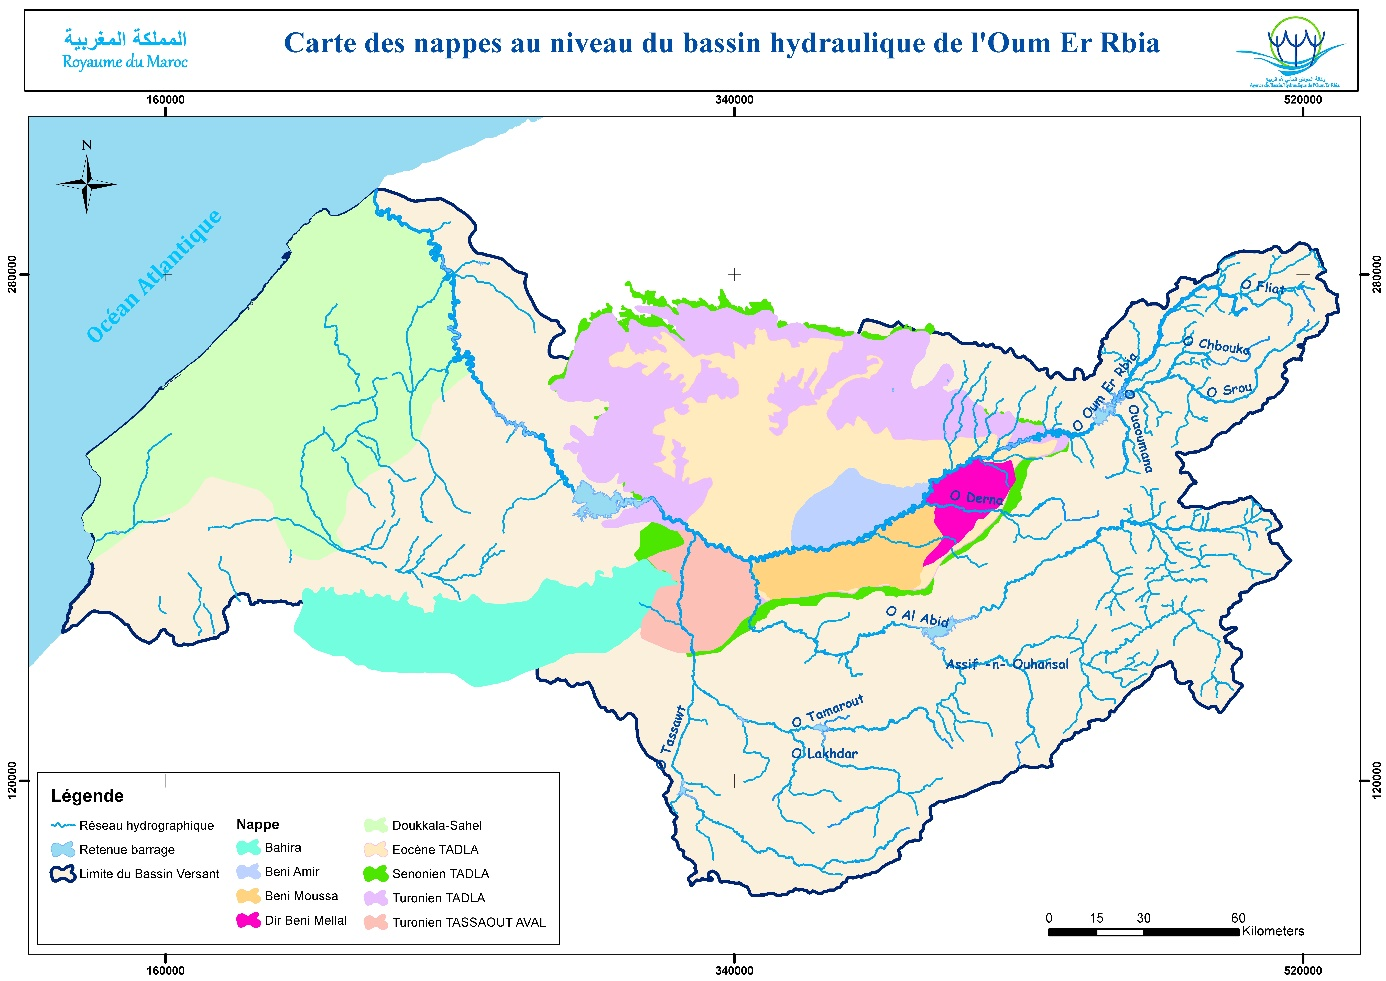 المملكة المغربية
Royaume du Maroc
Carte des nappes au niveau du bassin hydraulique de l'Oum Er Rbia
160000
340000
520000
N
Océan Atlantique
280000
280000
O Fliat
O Chbouka
O Srou
O Oum Er Rbia
O Ouaoumana
O Derna
O Al Abid
Assif -n- Ouhansal
O Tamarout
O Lakhdar
O Tassawt
120000
120000
Légende
Réseau hydrographique
Retenue barrage
Limite du Bassin Versant
Nappe
Bahira
Beni Amir
Beni Moussa
Dir Beni Mellal
Doukkala-Sahel
Eocène TADLA
Senonien TADLA
Turonien TADLA
Turonien TASSAOUT AVAL
0 15 30 60
Kilometers
160000
340000
520000